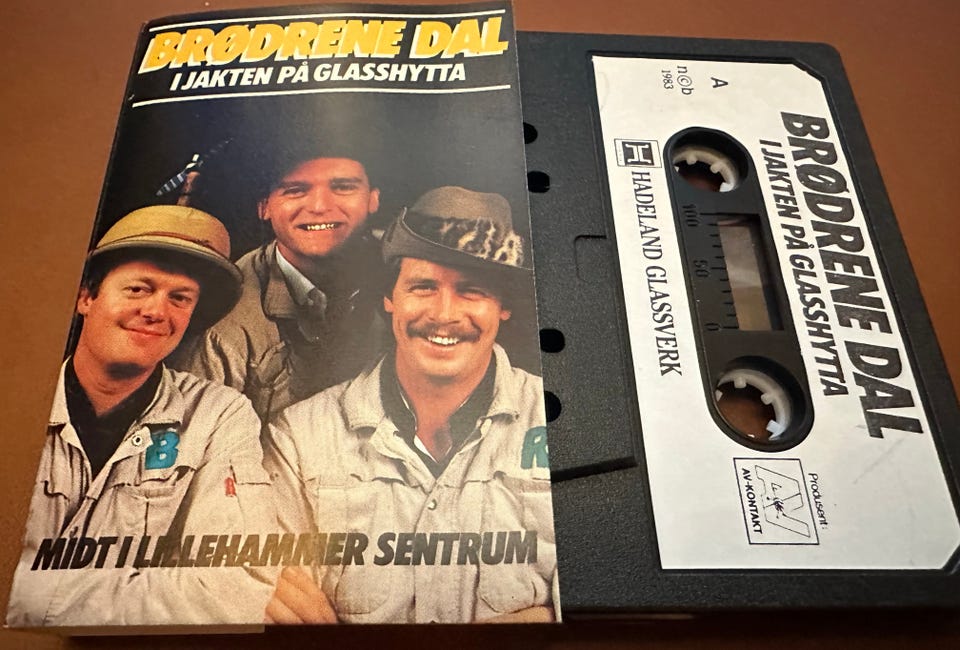 BRØDRENE DAL
I JAKTEN PÅ GLASSHYTTA
B
R
MIDT I LILLEHAMMER SENTRUM
A
n©b
1983
BRØDRENE DAL
I JAKTEN PÅ GLASSHYTTA
100
50
0
H
HADELAND GLASSVERK
Produsent:
AV
AV-KONTAKT